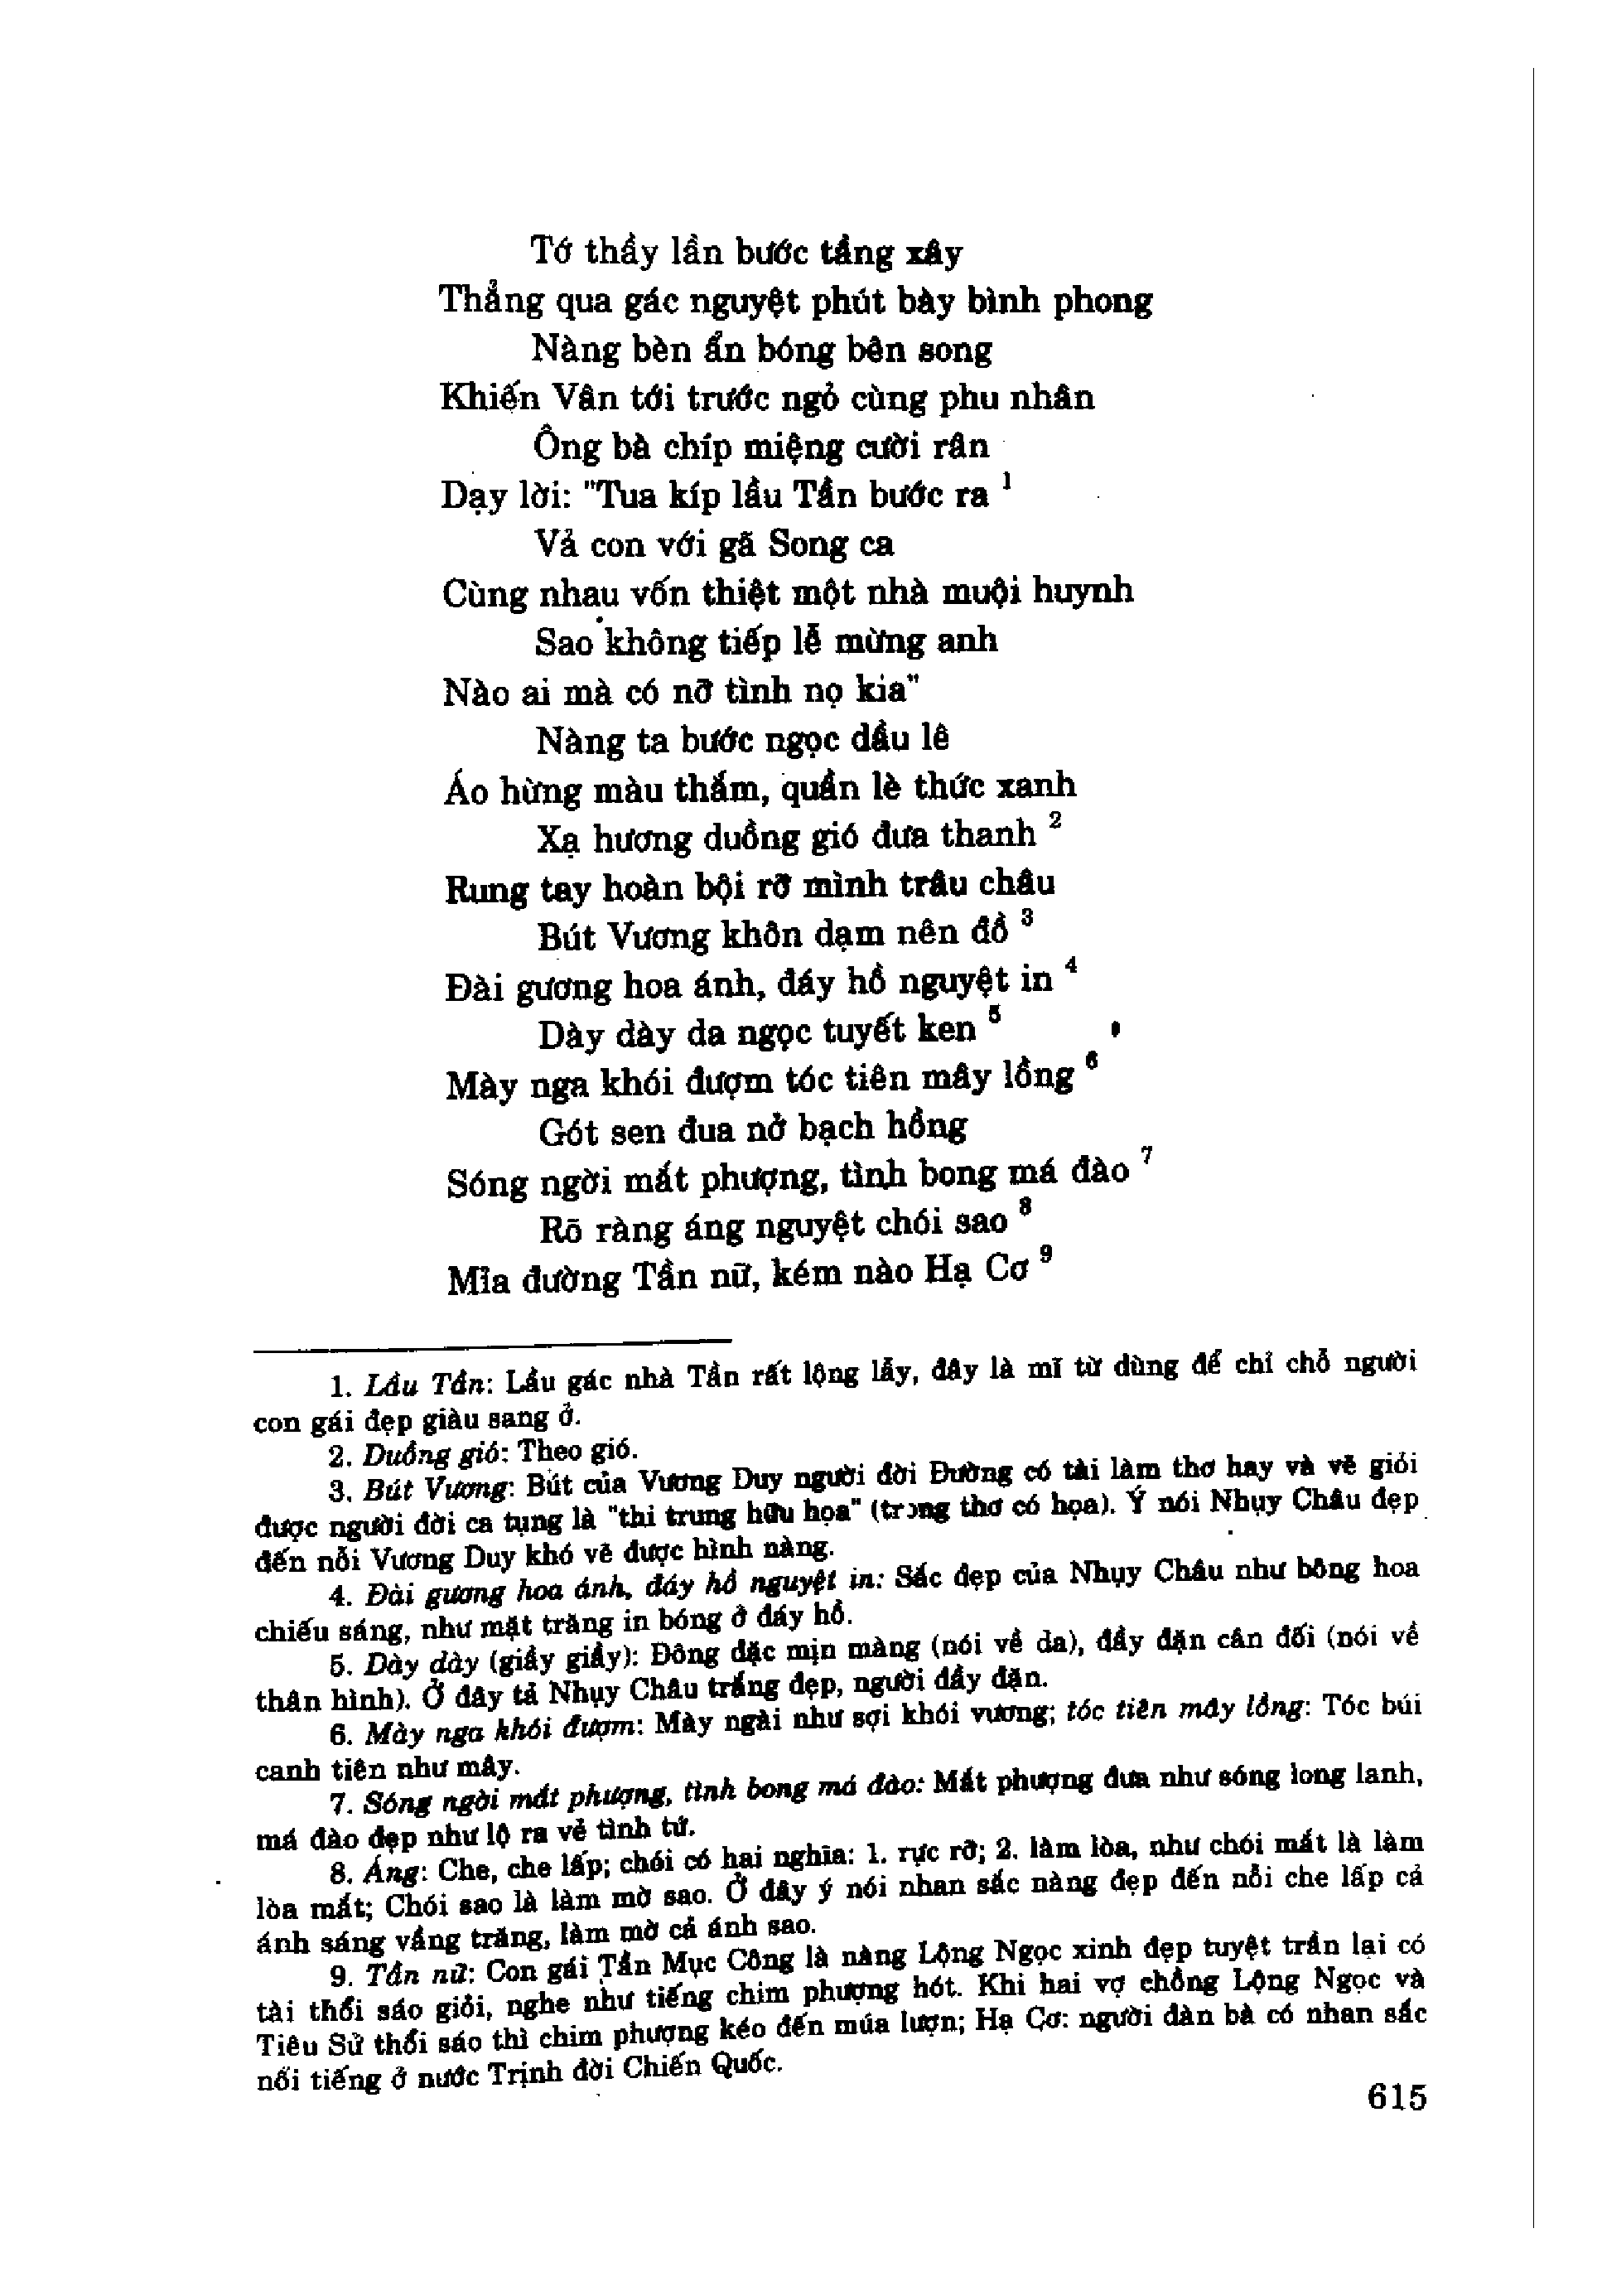 Tớ thầy lần bước tầng xây
Thẳng qua gác nguyệt phút bày bình phong
Nàng bèn ẩn bóng bên song
Khiến Vân tới trước ngỏ cùng phu nhân
Ông bà chíp miệng cười rân
Dạy lời: "Tua kíp lầu Tần bước ra 1
Vả con với gã Song ca
Cùng nhau vốn thiệt một nhà muội huynh
Sao không tiếp lễ mừng anh
Nào ai mà có nỡ tình nọ kia"
Nàng ta bước ngọc dầu lê
Áo hừng màu thắm, quần lè thức xanh
Xạ hương duồng gió đưa thanh 2
Rung tay hoàn bội rỡ mình trâu châu
Bút Vương khôn dạm nên đồ 3
Đài gương hoa ánh, đáy hồ nguyệt in 4
Dày dày da ngọc tuyết ken 5
Mày nga khói đượm tóc tiên mây lồng 6
Gót sen đua nở bạch hồng
Sóng ngời mắt phượng, tình bong má đào 7
Rõ ràng áng nguyệt chói sao 8
Mỉa đường Tần nữ, kém nào Hạ Cơ 9
1. Lầu Tần: Lầu gác nhà Tần rất lộng lẫy, đây là mĩ từ dùng để chỉ chỗ người
con gái đẹp giàu sang ở.
2. Duồng gió: Theo gió.
3. Bút Vương: Bút của Vương Duy người đời Đường có tài làm thơ hay và vẽ giỏi
được người đời ca tụng là "thi trung hữu họa" (trong thơ có họa). Ý nói Nhụy Châu đẹp
đến nỗi Vương Duy khó vẽ được hình nàng.
4. Đài gương hoa ánh, đáy hồ nguyệt in: Sắc đẹp của Nhụy Châu như bông hoa
chiếu sáng, như mặt trăng in bóng ở đáy hồ.
5. Dày dày (giầy giầy): Đông đặc mịn màng (nói về da), đầy đặn cân đối (nói về
thân hình). Ở đây tả Nhụy Châu trắng đẹp, người đầy đặn.
6. Mày nga khói đượm: Mày ngài như sợi khói vương; tóc tiên mây lồng: Tóc búi
canh tiên như mây.
7. Sóng ngời mắt phượng, tình bong má đào: Mắt phượng đưa như sóng long lanh,
má đào đẹp như lộ ra vẻ tình tứ.
8. Áng: Che, che lấp; chói có hai nghĩa: 1. rực rỡ; 2. làm lòa, như chói mắt là làm
lòa mắt; Chói sao là làm mờ sao. Ở đây ý nói nhan sắc nàng đẹp đến nỗi che lấp cả
ánh sáng vầng trăng, làm mờ cả ánh sao.
9. Tần nữ: Con gái Tần Mục Công là nàng Lộng Ngọc xinh đẹp tuyệt trần lại có
tài thổi sáo giỏi, nghe như tiếng chim phượng hót. Khi hai vợ chồng Lộng Ngọc và
Tiêu Sử thổi sáo thì chim phượng kéo đến múa lượn; Hạ Cơ: người đàn bà có nhan sắc
nổi tiếng ở nước Trịnh đời Chiến Quốc.
615